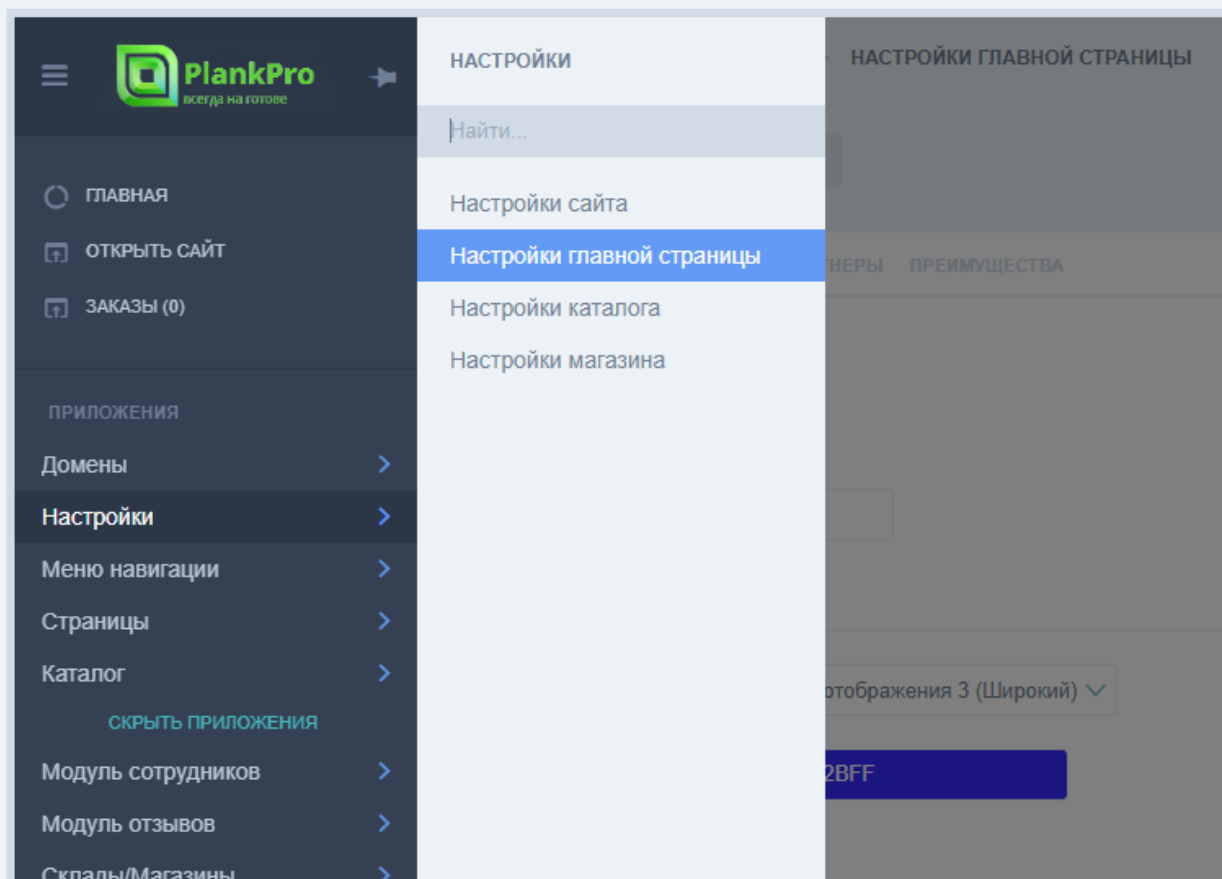 PlankPro
всегда на готове
ГЛАВНАЯ
ОТКРЫТЬ САЙТ
ЗАКАЗЫ (0)
ПРИЛОЖЕНИЯ
Домены
Настройки
Меню навигации
Страницы
Каталог
СКРЫТЬ ПРИЛОЖЕНИЯ
Модуль сотрудников
Модуль отзывов
Склады/Магазины
НАСТРОЙКИ
Найти...
Настройки сайта
Настройки главной страницы
Настройки каталога
Настройки магазина
НАСТРОЙКИ ГЛАВНОЙ СТРАНИЦЫ
ТНЕРЫ ПРЕИМУЩЕСТВА
отображения 3 (Широкий)
2BFF